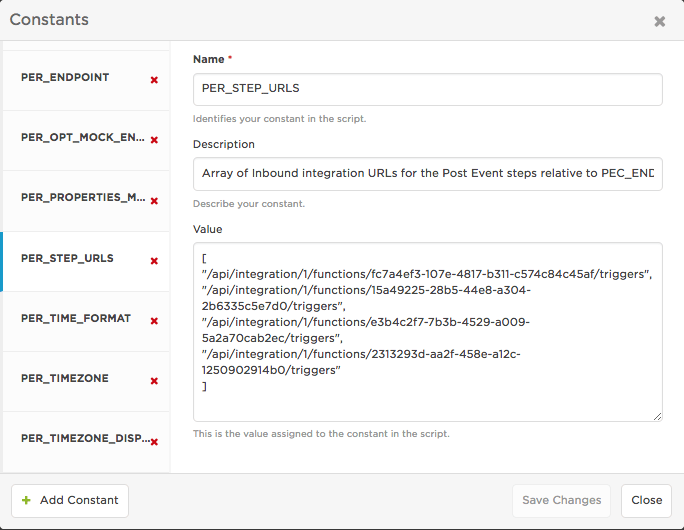 Constants
PER_ENDPOINT
PER_OPT_MOCK_EN...
PER_PROPERTIES_M...
PER_STEP_URLS
PER_TIME_FORMAT
PER_TIMEZONE
PER_TIMEZONE_DISP...
Name *
PER_STEP_URLS
Identifies your constant in the script.
Description
Array of Inbound integration URLs for the Post Event steps relative to PEC_END
Describe your constant.
Value
[
"/api/integration/1/functions/fc7a4ef3-107e-4817-b311-c574c84c45af/triggers",
"/api/integration/1/functions/15a49225-28b5-44e8-a304-
2b6335c5e7d0/triggers",
"/api/integration/1/functions/e3b4c2f7-7b3b-4529-a009-
5a2a70cab2ec/triggers",
"/api/integration/1/functions/2313293d-aa2f-458e-a12c-
1250902914b0/triggers"
]
This is the value assigned to the constant in the script.
+ Add Constant
Save Changes
Close